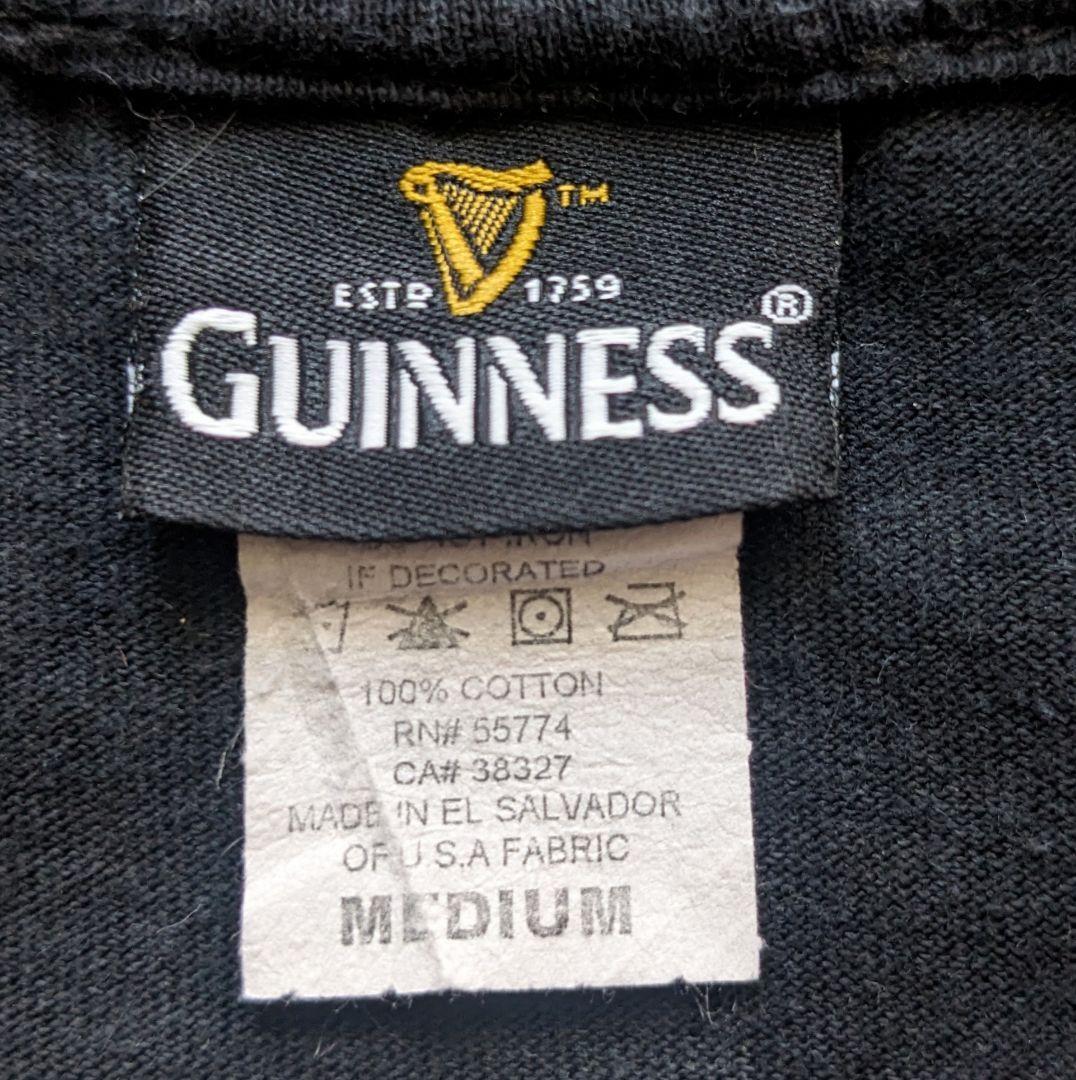 TM
ESTD 1759
GUINNESS®
IRON
IF DECORATED
100% COTTON
RN# 55774
CA# 38327
MADE IN EL SALVADOR
OF U.S.A FABRIC
MEDIUM